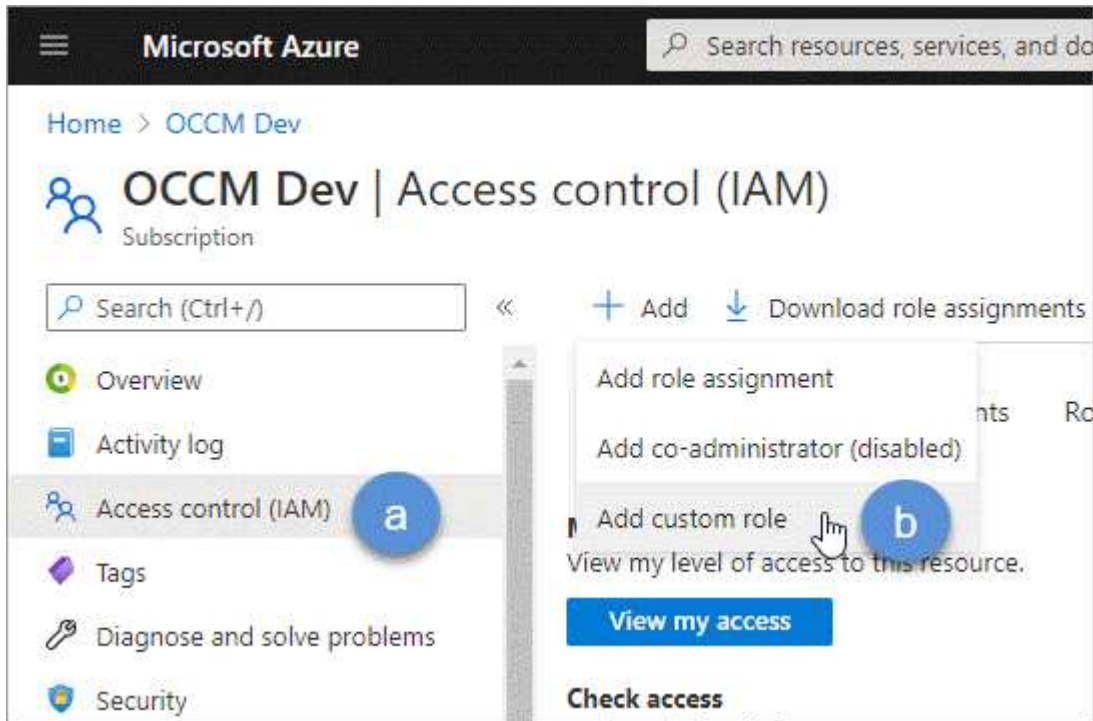 Microsoft Azure
Search resources, services, and do
Home > OCCM Dev
OCCM Dev | Access control (IAM)
Subscription
Search (Ctrl+/)
«
+ Add
Download role assignments
Overview
Activity log
Access control (IAM)
a
Tags
Diagnose and solve problems
Security
Add role assignment
Add co-administrator (disabled)
Add custom role
b
nts
Ro
M
View my level of access to this resource.
View my access
Check access